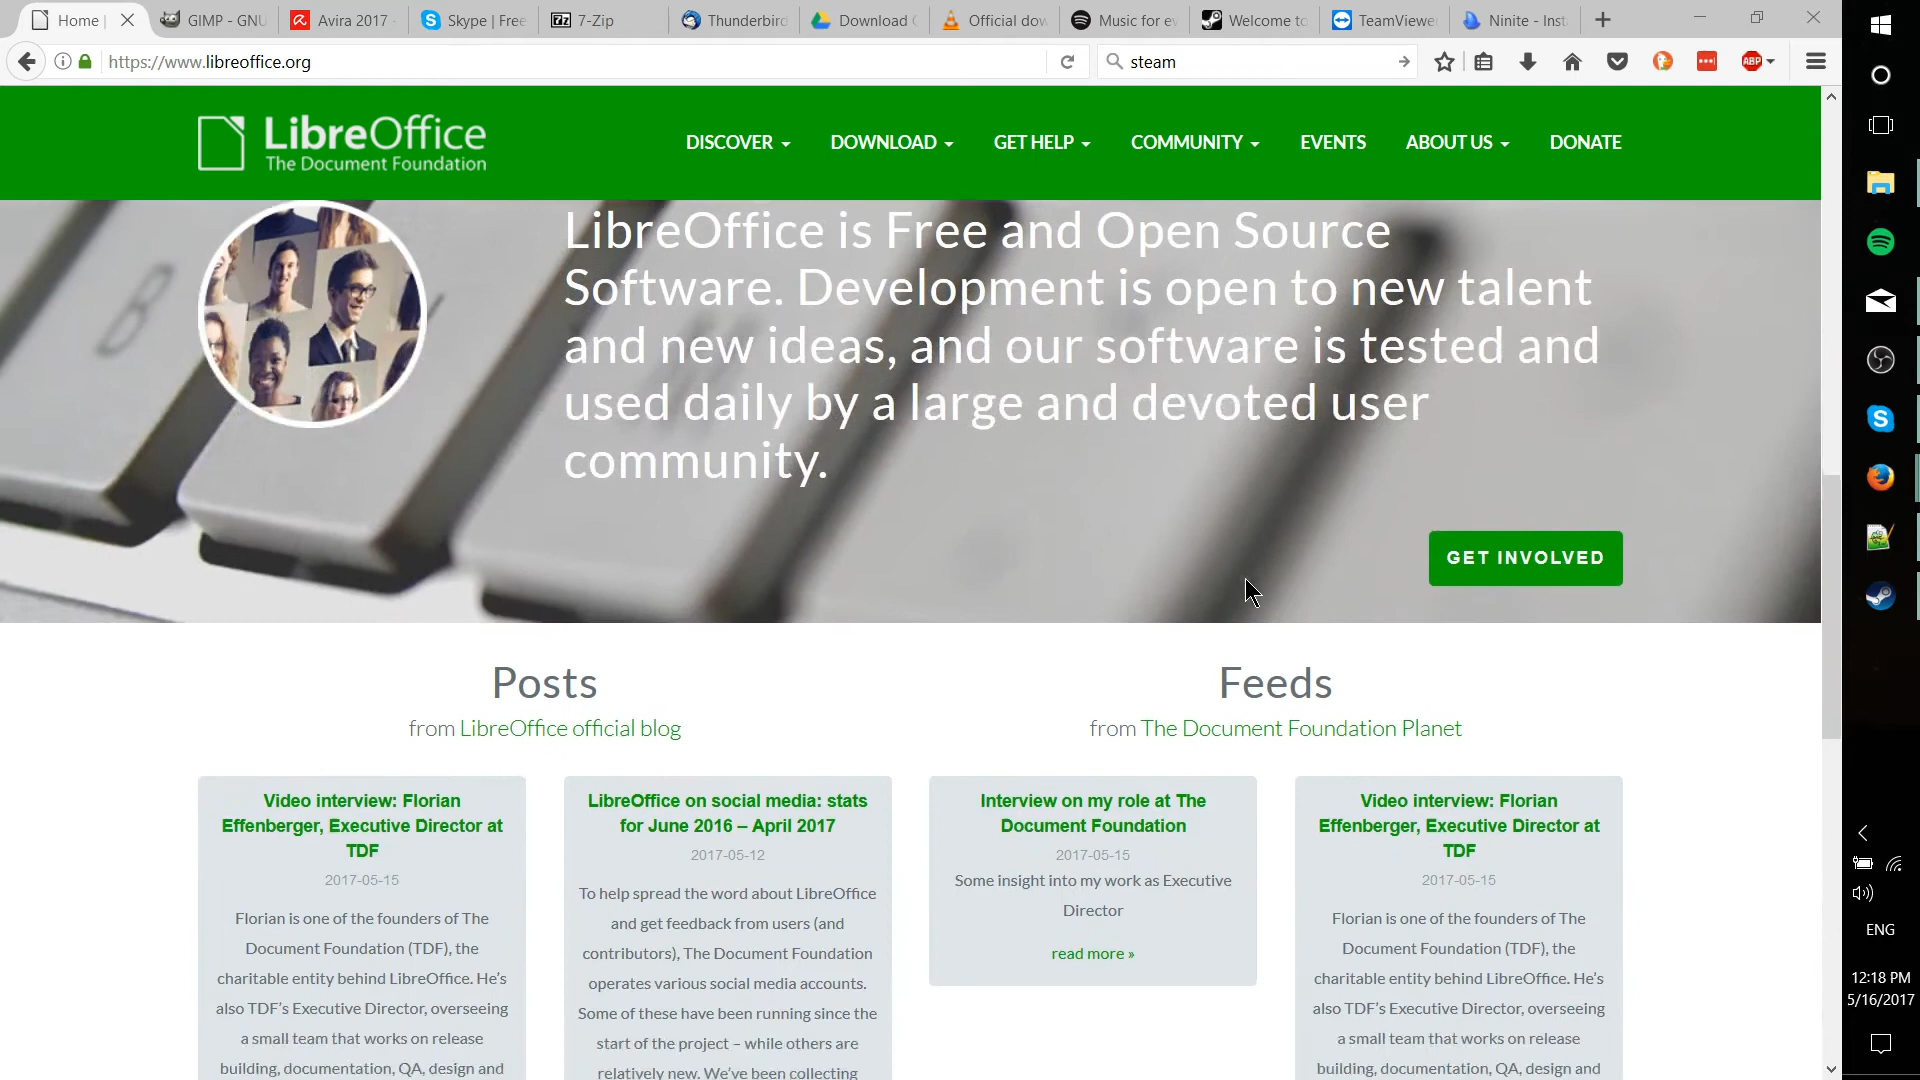 Home |
GIMP - GNU
Avira 2017 -
Skype | Free
7-Zip
Thunderbird
Download G
Official dow
Music for ev
Welcome to
TeamViewer
Ninite - Inst
https://www.libreoffice.org
steam
ABP
LibreOffice
The Document Foundation
DISCOVER
DOWNLOAD
GET HELP
COMMUNITY
EVENTS
ABOUT US
DONATE
B
LibreOffice is Free and Open Source
Software. Development is open to new talent
and new ideas, and our software is tested and
used daily by a large and devoted user
community.
GET INVOLVED
Posts
from LibreOffice official blog
Feeds
from The Document Foundation Planet
Video interview: Florian
Effenberger, Executive Director at
TDF
2017-05-15
Florian is one of the founders of The
Document Foundation (TDF), the
charitable entity behind LibreOffice. He’s
also TDF’s Executive Director, overseeing
a small team that works on release
building, documentation, QA, design and
LibreOffice on social media: stats
for June 2016 – April 2017
2017-05-12
To help spread the word about LibreOffice
and get feedback from users (and
contributors), The Document Foundation
operates various social media accounts.
Some of these have been running since the
start of the project – while others are
relatively new. We’ve been collecting
Interview on my role at The
Document Foundation
2017-05-15
Some insight into my work as Executive
Director
read more »
Video interview: Florian
Effenberger, Executive Director at
TDF
2017-05-15
Florian is one of the founders of The
Document Foundation (TDF), the
charitable entity behind LibreOffice. He’s
also TDF’s Executive Director, overseeing
a small team that works on release
building, documentation, QA, design and
ENG
12:18 PM
5/16/2017